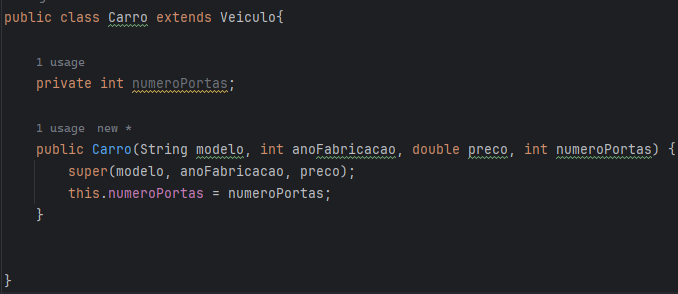 public class Carro extends Veiculo{
1 usage
private int numeroPortas;
1 usage new *
public Carro(String modelo, int anoFabricacao, double preco, int numeroPortas) {
super(modelo, anoFabricacao, preco);
this.numeroPortas = numeroPortas;
}
}